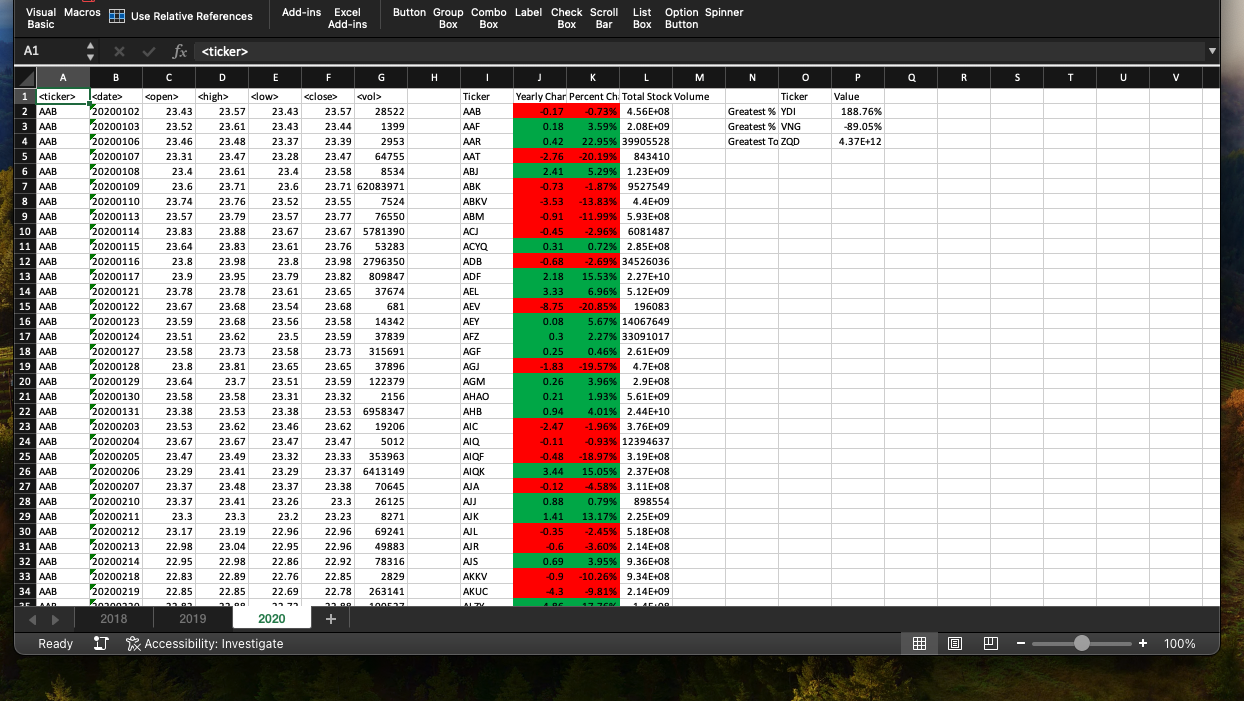 Visual Basic Macros Use Relative References Add-ins Excel Add-ins Button Group Box Combo Box Label Check Box Scroll Bar List Box Option Button Spinner
A1 fx <ticker>
A B C D E F G H I J K L M N O P Q R S T U V
1 <ticker> <date> <open> <high> <low> <close> <vol> Ticker Yearly Char Percent Ch Total Stock Volume Ticker Value
2 AAB 20200102 23.43 23.57 23.43 23.57 28522 AAB -0.17 -0.73% 4.56E+08 Greatest % YDI 188.76%
3 AAB 20200103 23.52 23.61 23.43 23.44 1399 AAF 0.18 3.59% 2.08E+09 Greatest % VNG -89.05%
4 AAB 20200106 23.46 23.48 23.37 23.39 2953 AAR 0.42 22.95% 39905528 Greatest To ZQD 4.37E+12
5 AAB 20200107 23.31 23.47 23.28 23.47 64755 AAT -2.76 -20.19% 843410
6 AAB 20200108 23.4 23.61 23.4 23.58 8534 ABJ 2.41 5.29% 1.23E+09
7 AAB 20200109 23.6 23.71 23.6 23.71 62083971 ABK -0.73 -1.87% 9527549
8 AAB 20200110 23.74 23.76 23.52 23.55 7524 ABKV -3.53 -13.83% 4.4E+09
9 AAB 20200113 23.57 23.79 23.57 23.77 76550 ABM -0.91 -11.99% 5.93E+08
10 AAB 20200114 23.83 23.88 23.67 23.67 5781390 ACJ -0.45 -2.96% 6081487
11 AAB 20200115 23.64 23.83 23.61 23.76 53283 ACYQ 0.31 0.72% 2.85E+08
12 AAB 20200116 23.8 23.98 23.8 23.98 2796350 ADB -0.68 -2.69% 34526036
13 AAB 20200117 23.9 23.95 23.79 23.82 809847 ADF 2.18 15.53% 2.27E+10
14 AAB 20200121 23.78 23.78 23.61 23.65 37674 AEL 3.33 6.96% 5.12E+09
15 AAB 20200122 23.67 23.68 23.54 23.68 681 AEV -8.75 -20.85% 196083
16 AAB 20200123 23.59 23.68 23.56 23.58 14342 AEY 0.08 5.67% 14067649
17 AAB 20200124 23.51 23.62 23.5 23.59 37839 AFZ 0.3 2.27% 33091017
18 AAB 20200127 23.58 23.73 23.58 23.73 315691 AGF 0.25 0.46% 2.61E+09
19 AAB 20200128 23.8 23.81 23.65 23.65 37896 AGJ -1.83 -19.57% 4.7E+08
20 AAB 20200129 23.64 23.7 23.51 23.59 122379 AGM 0.26 3.96% 2.9E+08
21 AAB 20200130 23.58 23.58 23.31 23.32 2156 AHAO 0.21 1.93% 5.61E+09
22 AAB 20200131 23.38 23.53 23.38 23.53 6958347 AHB 0.94 4.01% 2.44E+10
23 AAB 20200203 23.53 23.62 23.46 23.62 19206 AIC -2.47 -1.96% 3.76E+09
24 AAB 20200204 23.67 23.67 23.47 23.47 5012 AIQ -0.11 -0.93% 12394637
25 AAB 20200205 23.47 23.49 23.32 23.33 353963 AIQF -0.48 -18.97% 3.19E+08
26 AAB 20200206 23.29 23.41 23.29 23.37 6413149 AIQK 3.44 15.05% 2.37E+08
27 AAB 20200207 23.37 23.48 23.37 23.38 70645 AJA -0.12 -4.58% 3.11E+08
28 AAB 20200210 23.37 23.41 23.26 23.3 26125 AJJ 0.88 0.79% 898554
29 AAB 20200211 23.3 23.3 23.2 23.23 8271 AJK 1.41 13.17% 2.25E+09
30 AAB 20200212 23.17 23.19 22.96 22.96 69241 AJL -0.35 -2.45% 5.18E+08
31 AAB 20200213 22.98 23.04 22.95 22.96 49883 AJR -0.6 -3.60% 2.14E+08
32 AAB 20200214 22.95 22.98 22.86 22.92 78316 AJS 0.69 3.95% 9.36E+08
33 AAB 20200218 22.83 22.89 22.76 22.85 2829 AKKV -0.9 -10.26% 9.34E+08
34 AAB 20200219 22.85 22.85 22.69 22.78 263141 AKUC -4.3 -9.81% 2.14E+09
2018 2019 2020 +
Ready Accessibility: Investigate 100%